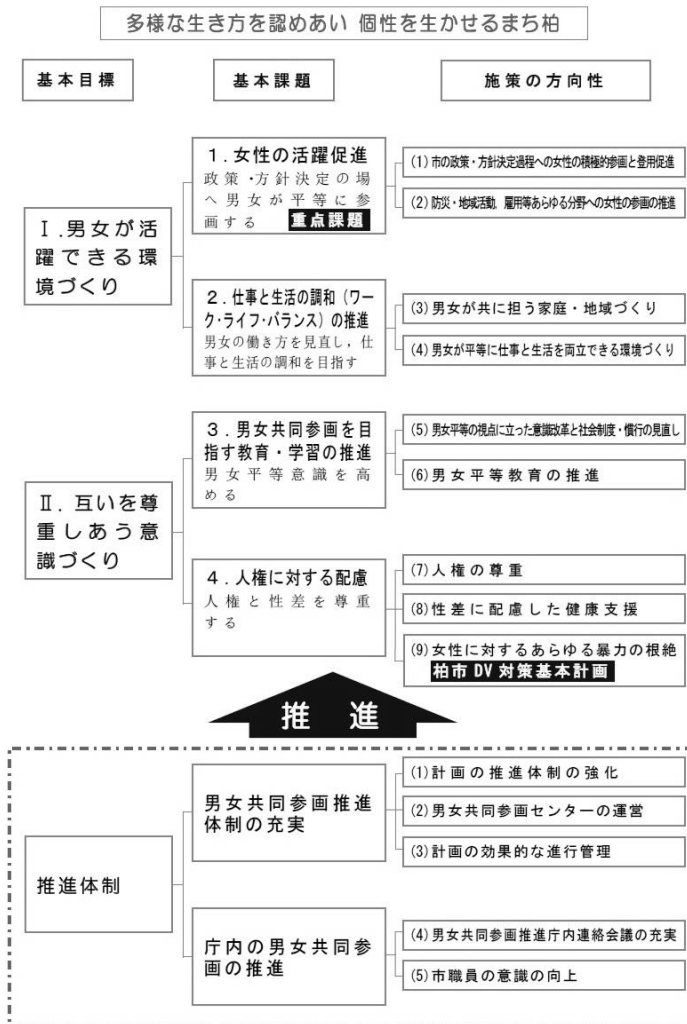 多様な生き方を認めあい 個性を生かせるまち柏
基本目標
基本課題
施策の方向性
Ⅰ.男女が活
躍できる環
境づくり
１.女性の活躍促進
政策・方針決定の場
へ男女が平等に参
画する 重点課題
(1)市の政策・方針決定過程への女性の積極的参画と登用促進
(2)防災・地域活動、雇用等あらゆる分野への女性の参画の推進
２.仕事と生活の調和（ワー
ク・ライフ・バランス）の推進
男女の働き方を見直し，仕
事と生活の調和を目指す
(3)男女が共に担う家庭・地域づくり
(4)男女が平等に仕事と生活を両立できる環境づくり
Ⅱ.互いを尊
重しあう意
識づくり
３.男女共同参画を目
指す教育・学習の推進
男女平等意識を高
める
(5)男女平等の視点に立った意識改革と社会制度・慣行の見直し
(6)男女平等教育の推進
４.人権に対する配慮
人権と性差を尊重
する
(7)人権の尊重
(8)性差に配慮した健康支援
(9)女性に対するあらゆる暴力の根絶
柏市 DV 対策基本計画
推 進
推進体制
男女共同参画推進
体制の充実
(1)計画の推進体制の強化
(2)男女共同参画センターの運営
(3)計画の効果的な進行管理
庁内の男女共同参
画の推進
(4)男女共同参画推進庁内連絡会議の充実
(5)市職員の意識の向上